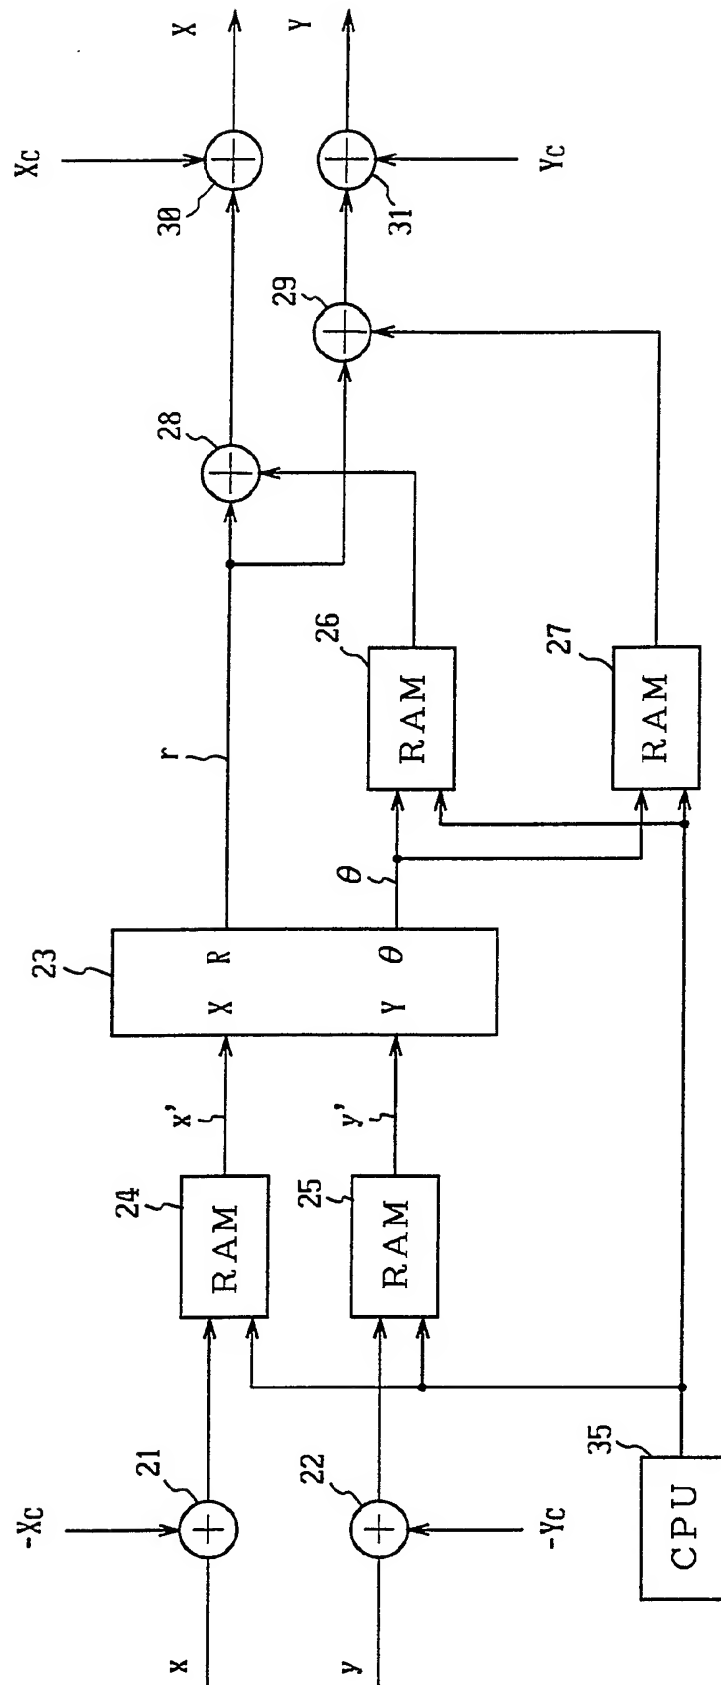 x
y
-Xc
-Yc
21
22
24
RAM
25
RAM
35
CPU
x'
y'
23
X R
Y θ
r
θ
26
RAM
27
RAM
28
29
30
31
Xc
Yc
X
Y